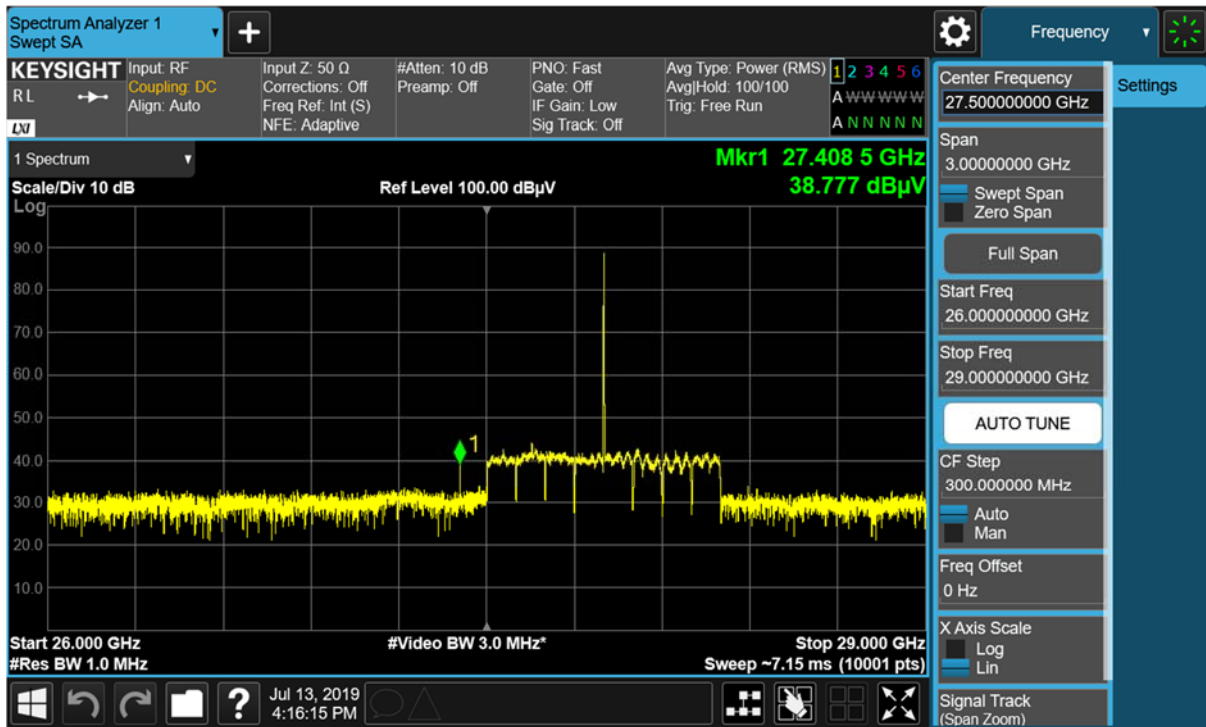 Spectrum Analyzer 1
Swept SA
Frequency
KEYSIGHT
R L
LXI
Input: RF
Coupling: DC
Align: Auto
Input Z: 50 Ω
Corrections: Off
Freq Ref: Int (S)
NFE: Adaptive
#Atten: 10 dB
Preamp: Off
PNO: Fast
Gate: Off
IF Gain: Low
Sig Track: Off
Avg Type: Power (RMS)
Avg|Hold: 100/100
Trig: Free Run
1 2 3 4 5 6
A W W W W W
A N N N N N
1 Spectrum
Mkr1 27.408 5 GHz
38.777 dBµV
Scale/Div 10 dB
Ref Level 100.00 dBµV
Log
90.0
80.0
70.0
60.0
50.0
40.0
30.0
20.0
10.0
1
Start 26.000 GHz
#Video BW 3.0 MHz*
Stop 29.000 GHz
#Res BW 1.0 MHz
Sweep ~7.15 ms (10001 pts)
?
Jul 13, 2019
4:16:15 PM
Center Frequency
27.500000000 GHz
Settings
Span
3.00000000 GHz
Swept Span
Zero Span
Full Span
Start Freq
26.000000000 GHz
Stop Freq
29.000000000 GHz
AUTO TUNE
CF Step
300.000000 MHz
Auto
Man
Freq Offset
0 Hz
X Axis Scale
Log
Lin
Signal Track
(Span Zoom)